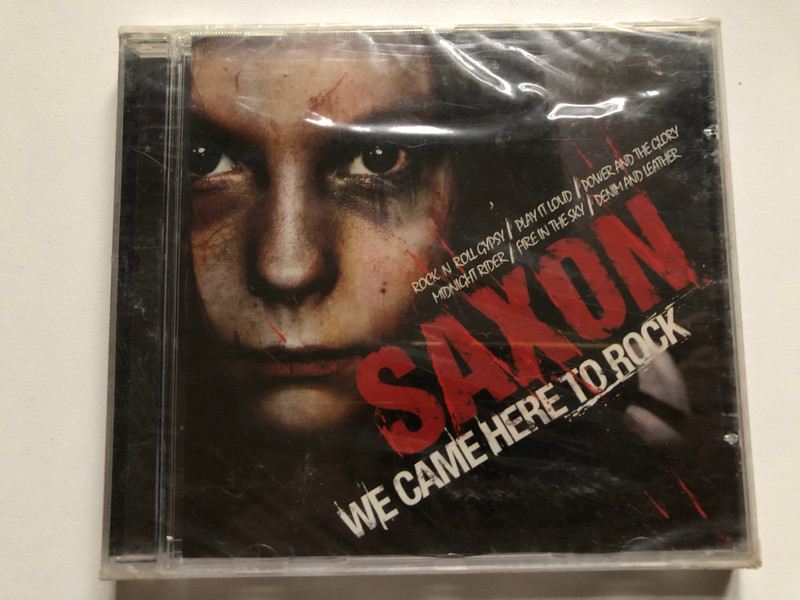 ROCK 'N' ROLL GYPSY / PLAY IT LOUD / POWER AND THE GLORY
MIDNIGHT RIDER / FIRE IN THE SKY / DENIM AND LEATHER
SAXON
WE CAME HERE TO ROCK